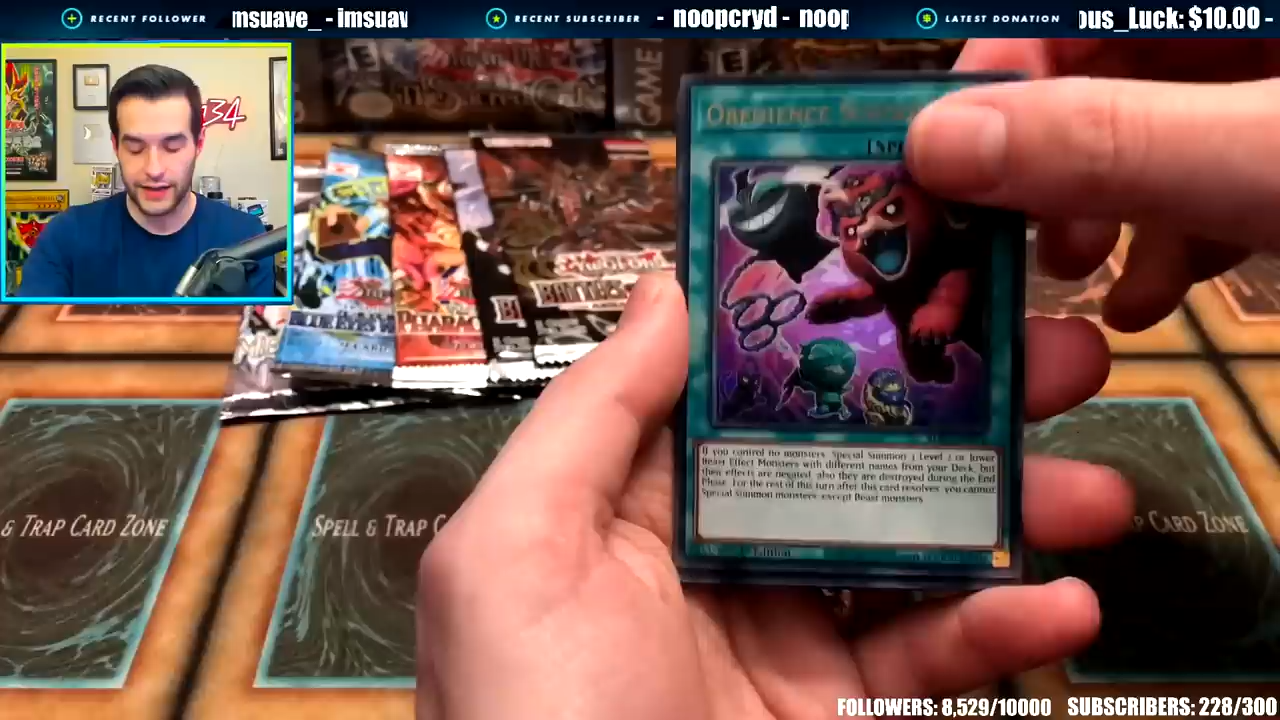 RECENT FOLLOWER
msuave_ - imsuav
RECENT SUBSCRIBER
- noopcryd - noop
LATEST DONATION
ous_Luck: $10.00 -
34
GAME
OBEDIENCE
If you control no monsters: Special Summon 3 Level 2 or lower
Beast Effect Monsters with different names from your Deck, but
their effects are negated, also they are destroyed during the End
Phase. For the rest of this turn after this card resolves, you cannot
Special Summon monsters, except Beast monsters.
Edition
& TRAP CARD ZONE
SPELL & TRAP C
P CARD ZONE
FOLLOWERS: 8,529/10000
SUBSCRIBERS: 228/300